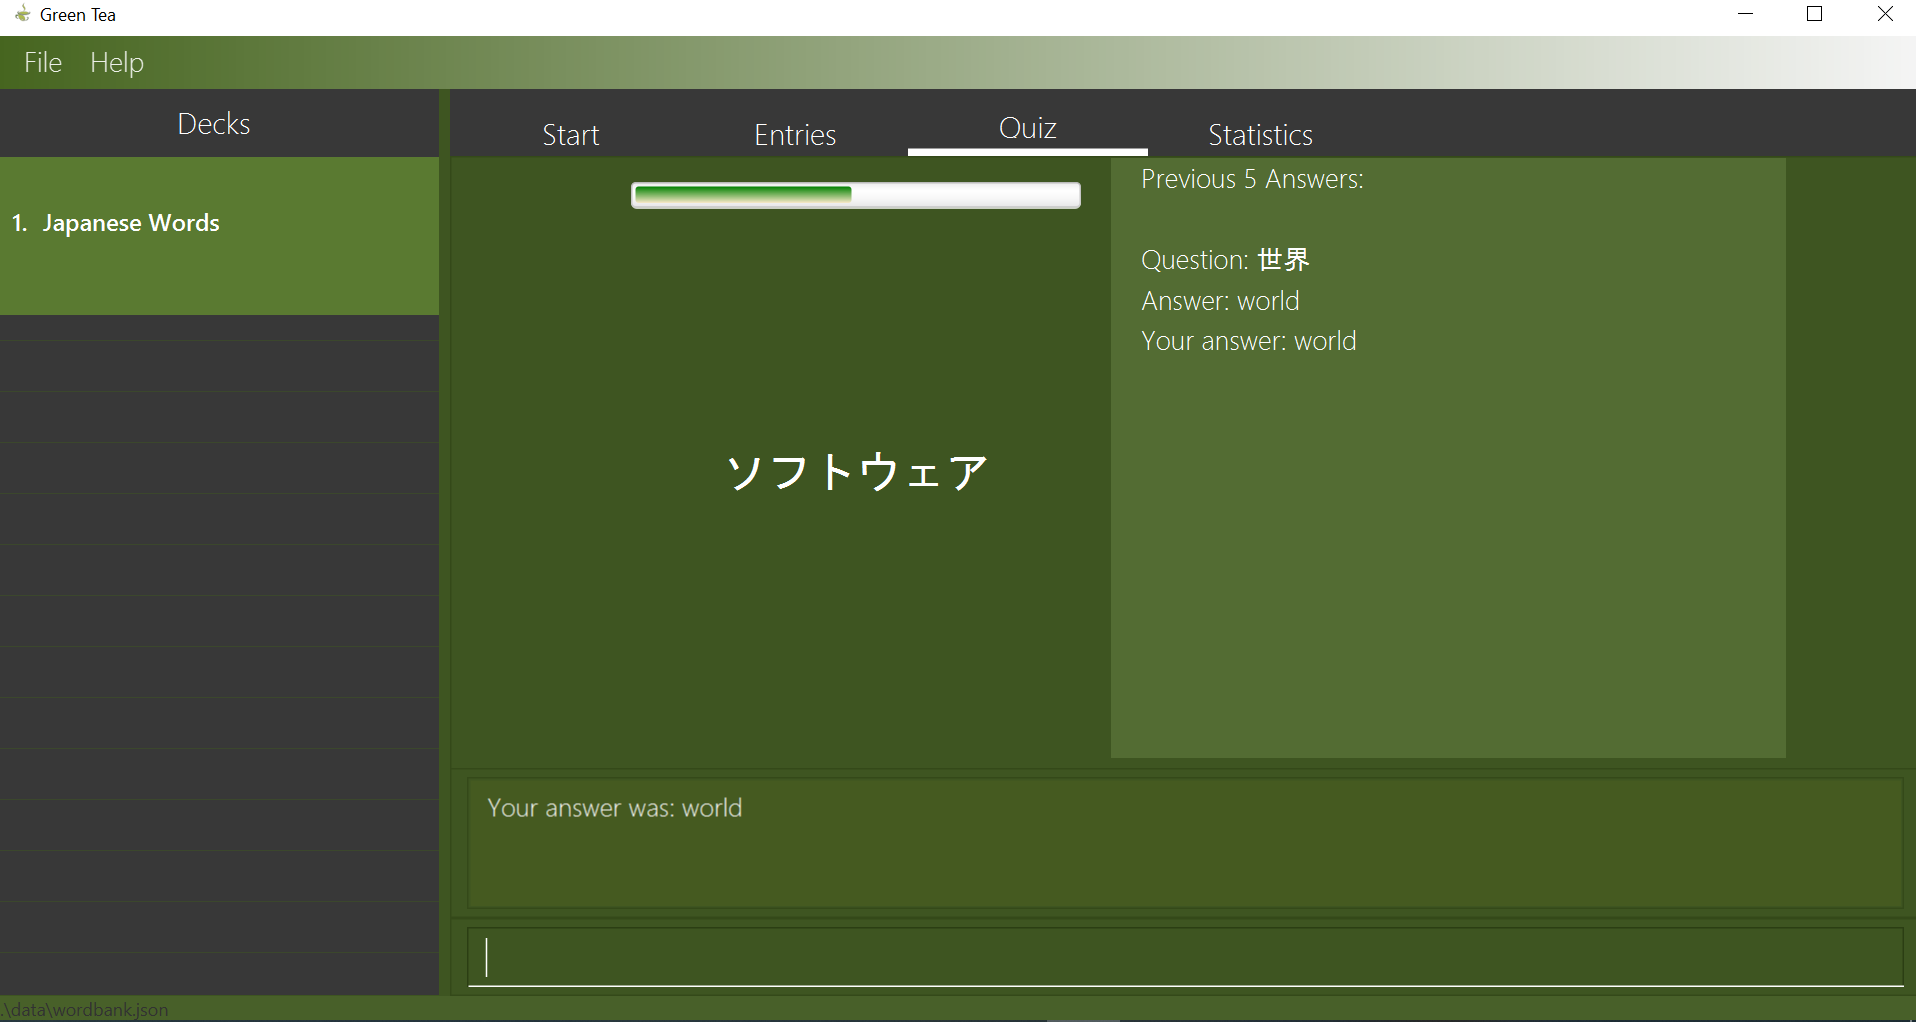 Green Tea
File Help
Decks
Start Entries Quiz Statistics
1. Japanese Words
ソフトウェア
Previous 5 Answers:
Question: 世界
Answer: world
Your answer: world
Your answer was: world
.\data\wordbank.json